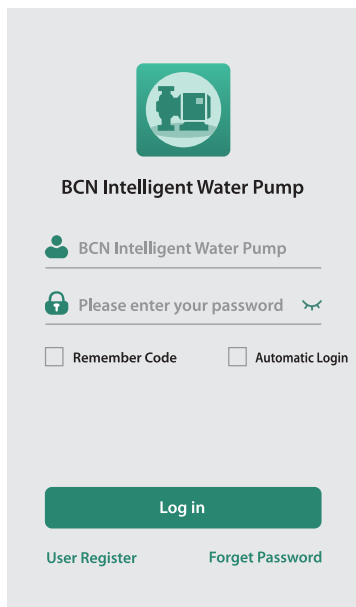 BCN Intelligent Water Pump
BCN Intelligent Water Pump
Please enter your password
Remember Code Automatic Login
Log in
User Register Forget Password